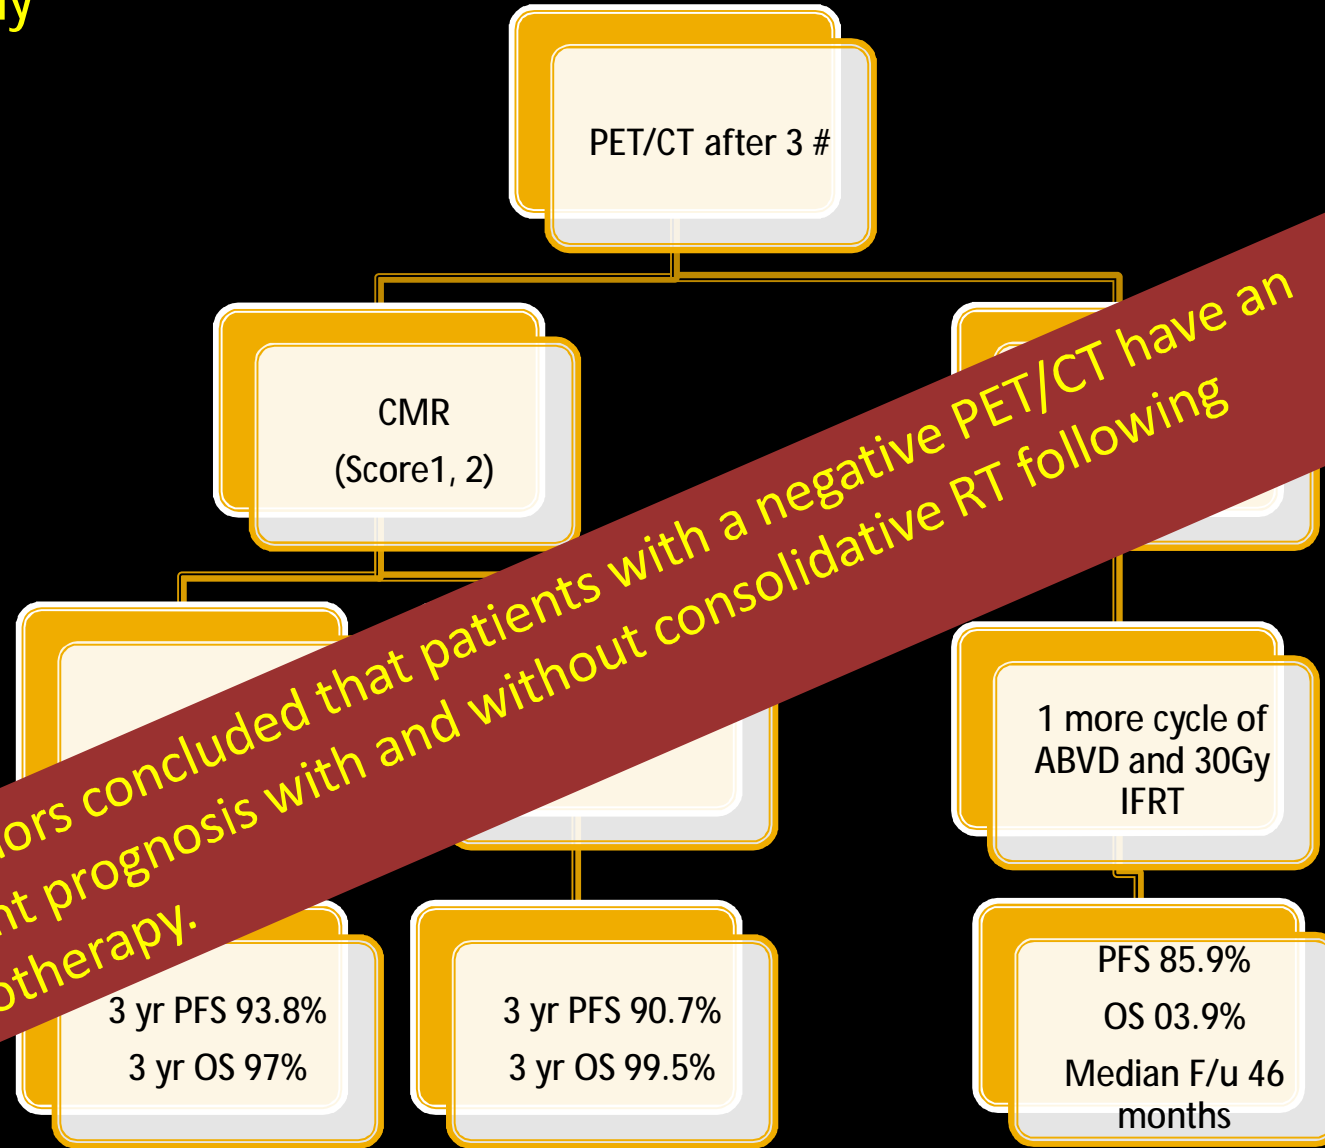 PET/CT after 3 #
CMR
(Score1, 2)
concluded that patients with a negative PET/CT have an
prognosis with and without consolidative RT following
1 more cycle of
ABVD and 30Gy
IFRT
3 yr PFS 93.8%
3 yr OS 97%
3 yr PFS 90.7%
3 yr OS 99.5%
PFS 85.9%
OS 03.9%
Median F/u 46
months